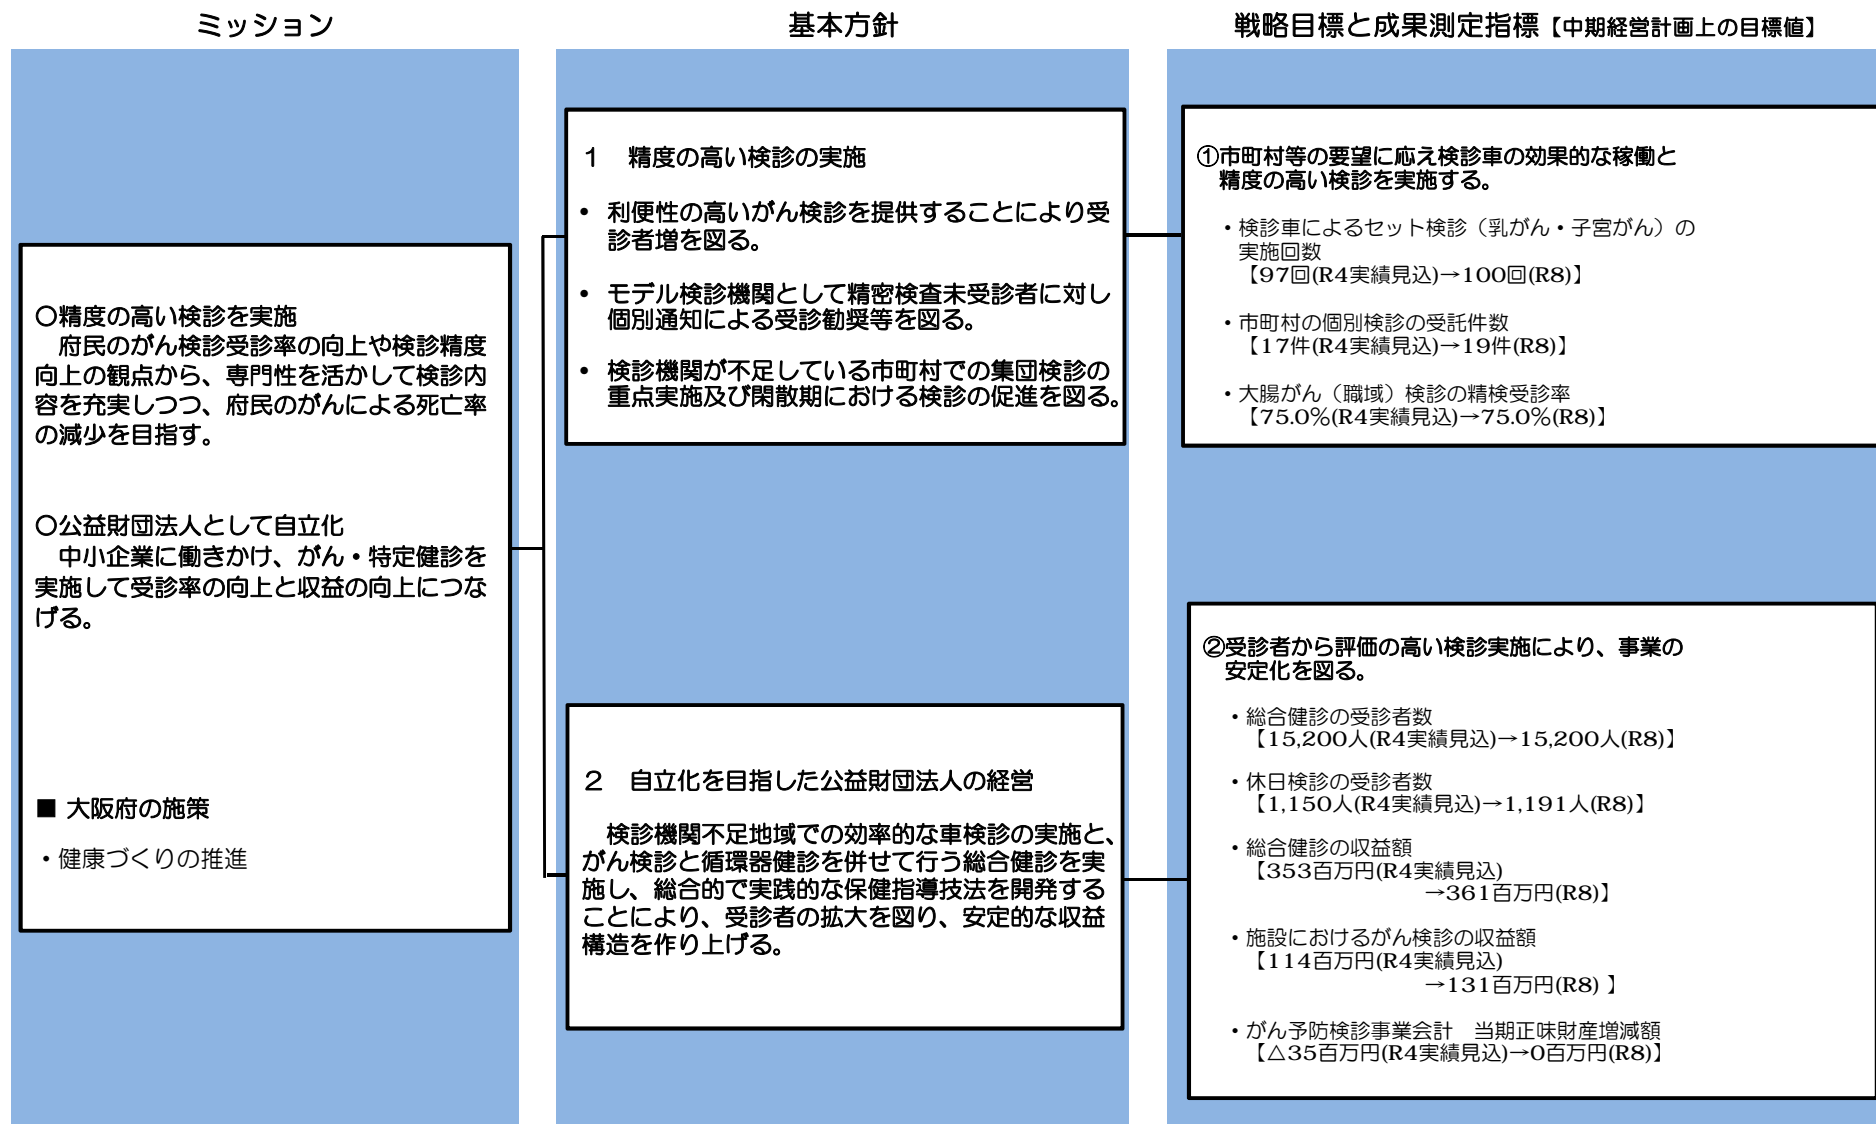 ミッション
○精度の高い検診を実施
府民のがん検診受診率の向上や検診精度
向上の観点から、専門性を活かして検診内
容を充実しつつ、府民のがんによる死亡率
の減少を目指す。
○公益財団法人として自立化
中小企業に働きかけ、がん・特定健診を
実施して受診率の向上と収益の向上につな
げる。
■ 大阪府の施策
・健康づくりの推進
基本方針
1 精度の高い検診の実施
• 利便性の高いがん検診を提供することにより受
診者増を図る。
• モデル検診機関として精密検査未受診者に対し
個別通知による受診勧奨等を図る。
• 検診機関が不足している市町村での集団検診の
重点実施及び閑散期における検診の促進を図る。
2 自立化を目指した公益財団法人の経営
検診機関不足地域での効率的な車検診の実施と、
がん検診と循環器健診を併せて行う総合健診を実
施し、総合的で実践的な保健指導技法を開発する
ことにより、受診者の拡大を図り、安定的な収益
構造を作り上げる。
戦略目標と成果測定指標【中期経営計画上の目標値】
①市町村等の要望に応え検診車の効果的な稼働と
精度の高い検診を実施する。
・検診車によるセット検診（乳がん・子宮がん）の
実施回数
【97回(R4実績見込)→100回(R8)】
・市町村の個別検診の受託件数
【17件(R4実績見込)→19件(R8)】
・大腸がん（職域）検診の精検受診率
【75.0％(R4実績見込)→75.0％(R8)】
②受診者から評価の高い検診実施により、事業の
安定化を図る。
・総合健診の受診者数
【15,200人(R4実績見込)→15,200人(R8)】
・休日検診の受診者数
【1,150人(R4実績見込)→1,191人(R8)】
・総合健診の収益額
【353百万円(R4実績見込)
→361百万円(R8)】
・施設におけるがん検診の収益額
【114百万円(R4実績見込)
→131百万円(R8) 】
・がん予防検診事業会計 当期正味財産増減額
【△35百万円(R4実績見込)→0百万円(R8)】